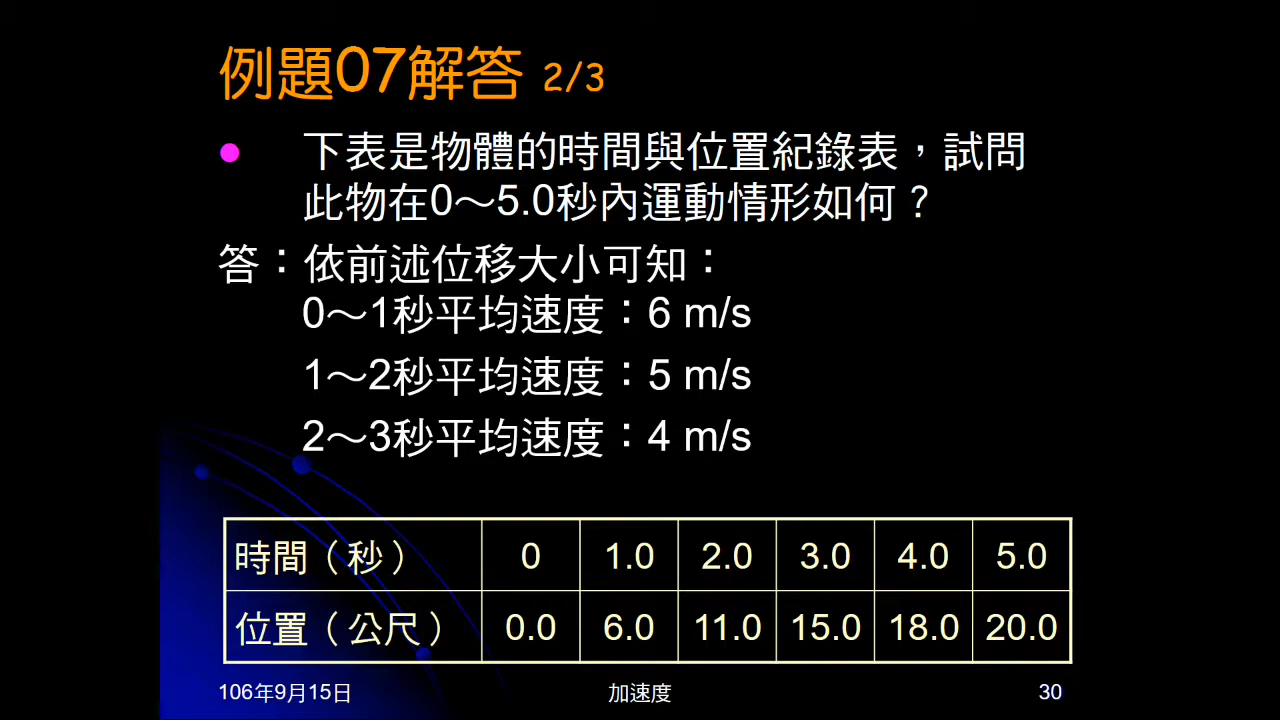 例題07解答 2/3
下表是物體的時間與位置紀錄表，試問
此物在0～5.0秒內運動情形如何？
答：依前述位移大小可知：
0～1秒平均速度：6 m/s
1～2秒平均速度：5 m/s
2～3秒平均速度：4 m/s
時間（秒） 0 1.0 2.0 3.0 4.0 5.0
位置（公尺） 0.0 6.0 11.0 15.0 18.0 20.0
106年9月15日 加速度 30